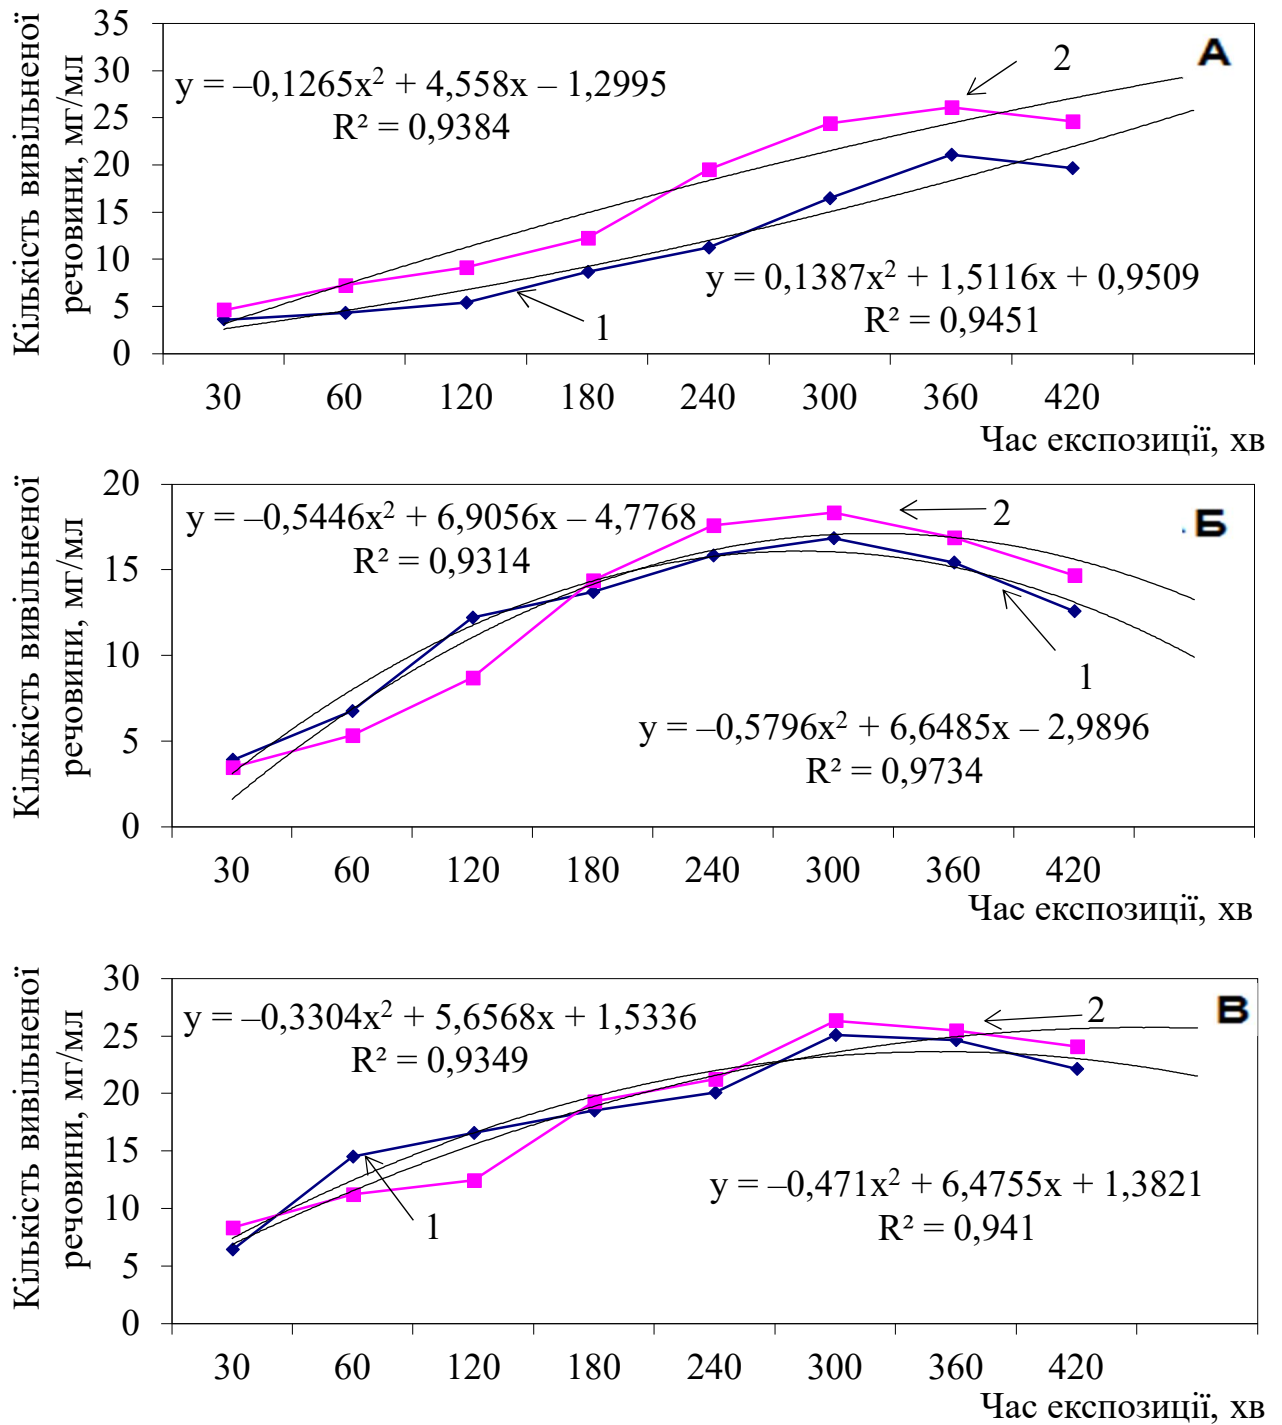 Кількість вивільненої
речовини, мг/мл
35
30
25
20
15
10
5
0
А
y = –0,1265x² + 4,558x – 1,2995
R² = 0,9384
2
y = 0,1387x² + 1,5116x + 0,9509
R² = 0,9451
1
30 60 120 180 240 300 360 420
Час експозиції, хв
Кількість вивільненої
речовини, мг/мл
20
15
10
5
0
Б
y = –0,5446x² + 6,9056x – 4,7768
R² = 0,9314
2
1
y = –0,5796x² + 6,6485x – 2,9896
R² = 0,9734
30 60 120 180 240 300 360 420
Час експозиції, хв
Кількість вивільненої
речовини, мг/мл
30
25
20
15
10
5
0
В
y = –0,3304x² + 5,6568x + 1,5336
R² = 0,9349
2
1
y = –0,471x² + 6,4755x + 1,3821
R² = 0,941
30 60 120 180 240 300 360 420
Час експозиції, хв